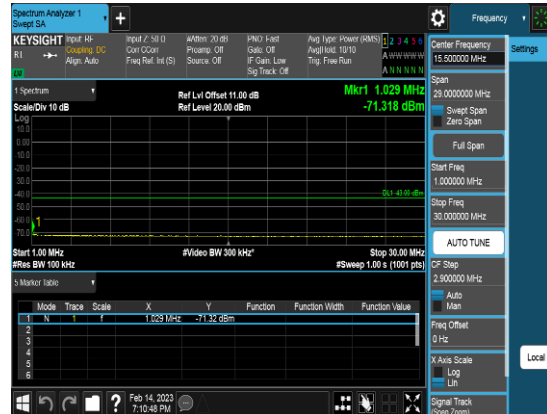 Spectrum Analyzer 1
Swept SA
+
Frequency
KEYSIGHT
R1
LXI
Input: RF
Coupling: DC
Align: Auto
Input Z: 50 Ω
Corr CCorr
Freq Ref: Int (S)
#Atten: 20 dB
Preamp: Off
Source: Off
PNO: Fast
Gate: Off
IF Gain: Low
Sig Track: Off
Avg Type: Power (RMS)
Avg|Hold: 10/10
Trig: Free Run
1 2 3 4 5 6
A W W W W W
A N N N N N
Center Frequency
15.500000 MHz
Settings
Span
29.0000000 MHz
Swept Span
Zero Span
Full Span
Start Freq
1.000000 MHz
Stop Freq
30.000000 MHz
AUTO TUNE
CF Step
2.900000 MHz
Auto
Man
Freq Offset
0 Hz
X Axis Scale
Log
Lin
Local
Signal Track
(Span Zoom)
1 Spectrum
Scale/Div 10 dB
Log
Ref Lvl Offset 11.00 dB
Ref Level 20.00 dBm
Mkr1 1.029 MHz
-71.318 dBm
10.0
0.00
-10.0
-20.0
-30.0
-40.0
-50.0
-60.0
-70.0
DL1 -43.00 dBm
1
Start 1.00 MHz
#Res BW 100 kHz
#Video BW 300 kHz*
Stop 30.00 MHz
#Sweep 1.00 s (1001 pts)
5 Marker Table
Mode Trace Scale X Y Function Function Width Function Value
1 N 1 f 1.029 MHz -71.32 dBm
2
3
4
5
6
?
Feb 14, 2023
7:10:48 PM